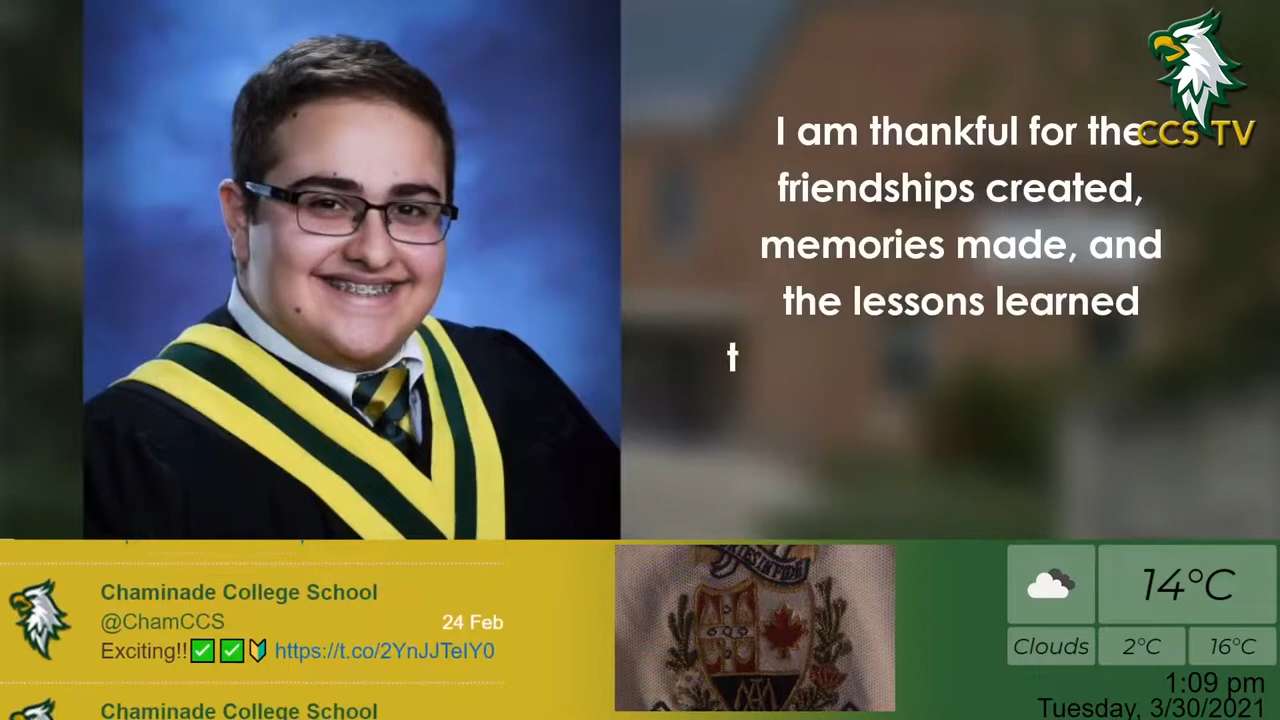 I am thankful for the
friendships created,
memories made, and
the lessons learned
t
CCS TV
Chaminade College School
@ChamCCS
24 Feb
Exciting!!✅✅🔰 https://t.co/2YnJJTeIY0
Chaminade College School
14°C
Clouds
2°C
16°C
1:09 pm
Tuesday, 3/30/2021